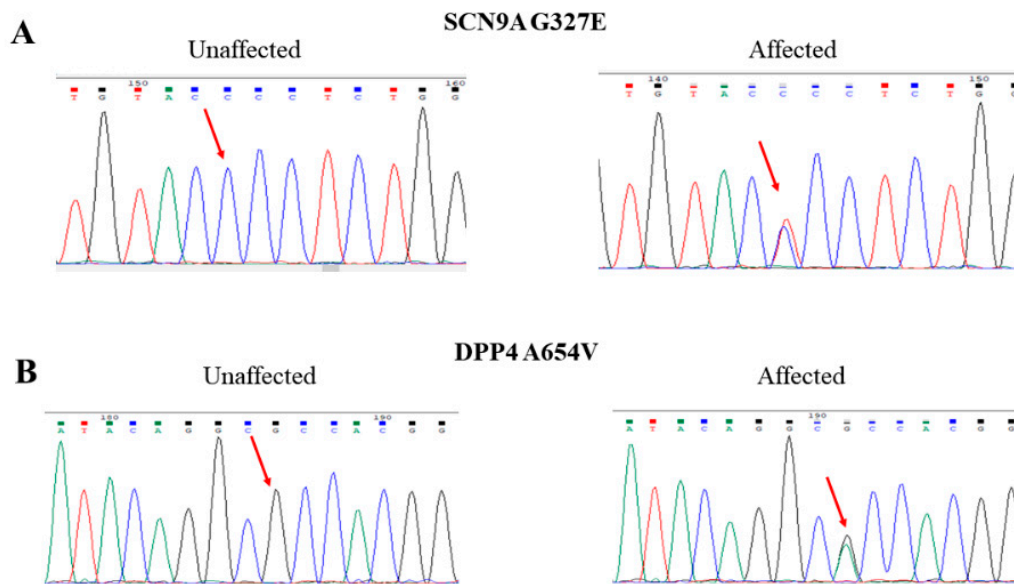 SCN9A G327E
A
Unaffected
Affected
150 160
T G T A C C C C T C T G G
140 150
T G T A C C C C T C T G G
DPP4 A654V
B
Unaffected
Affected
180 190
A T A C A G G C G C C A C G G
190
A T A C A G G C G C C A C G G